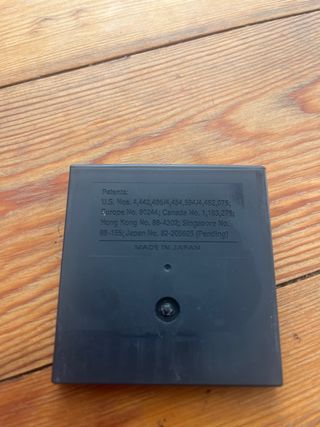 Patents:
U.S. Nos. 4,442,486/4,454,594/4,462,076;
Europe No. 80244; Canada No. 1,183,276;
Hong Kong No. 88-4302; Singapore No.
88-155; Japan No. 82-205605 (Pending)
MADE IN JAPAN